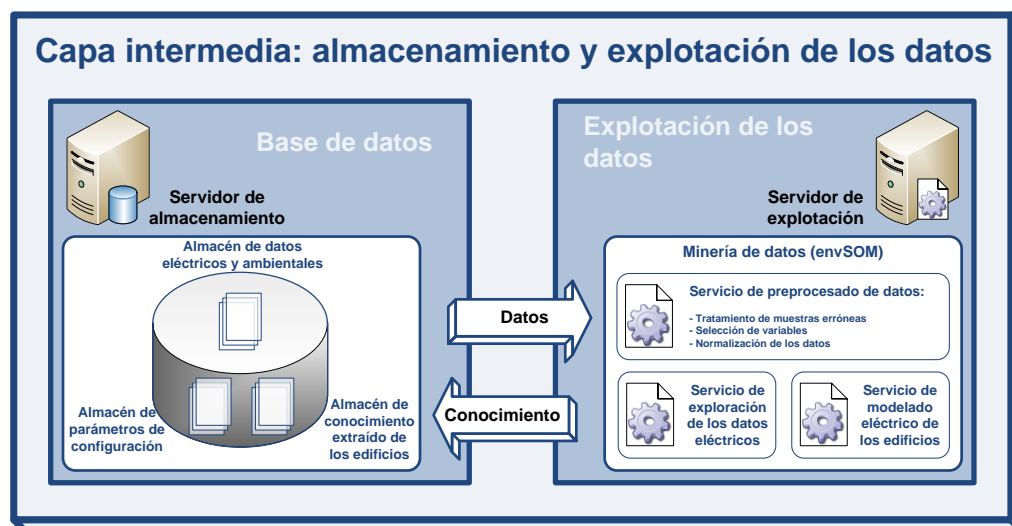 Capa intermedia: almacenamiento y explotación de los datos
Base de datos
Servidor de
almacenamiento
Almacén de datos
eléctricos y ambientales
Almacén de
parámetros de
configuración
Almacén de
conocimiento
extraído de
los edificios
Datos
Conocimiento
Explotación de los
datos
Servidor de
explotación
Minería de datos (envSOM)
Servicio de preprocesado de datos:
- Tratamiento de muestras erróneas
- Selección de variables
- Normalización de los datos
Servicio de
exploración
de los datos
eléctricos
Servicio de
modelado
eléctrico de
los edificios